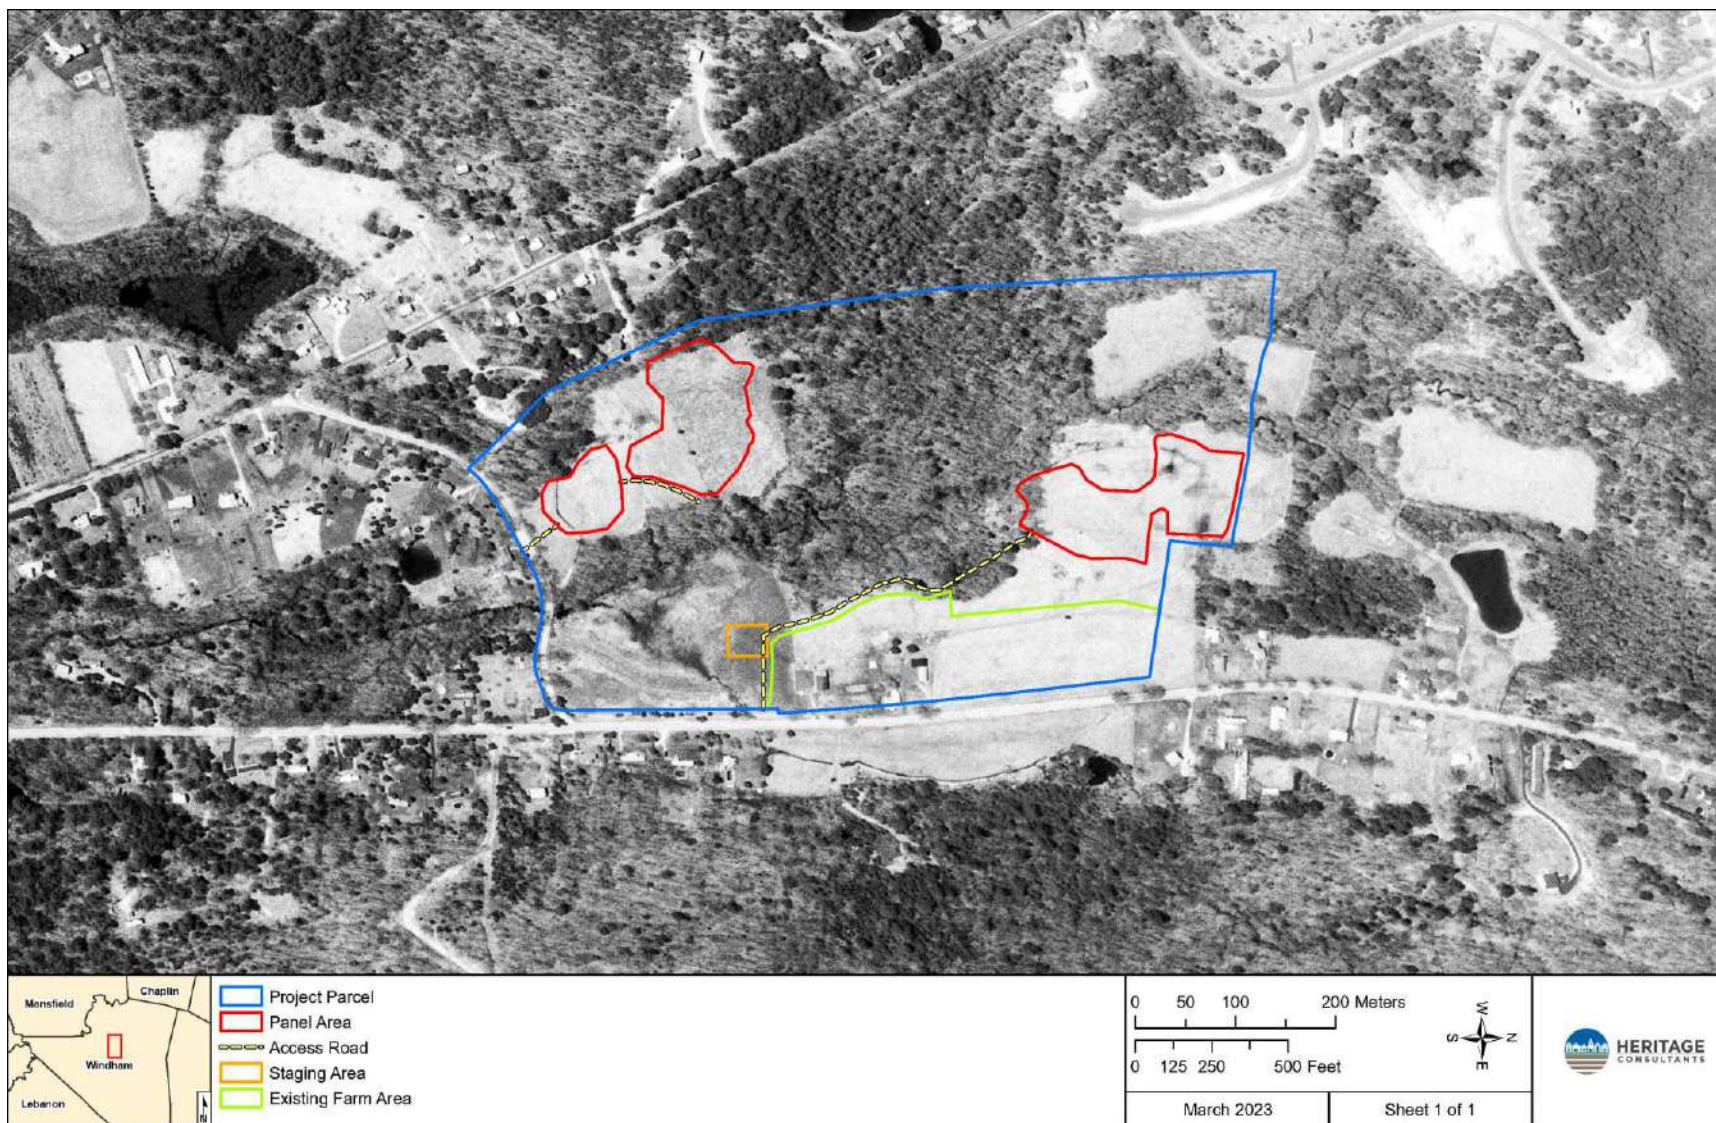 Mansfield
Chaplin
Windham
Lebanon
N
Project Parcel
Panel Area
Access Road
Staging Area
Existing Farm Area
0 50 100 200 Meters
0 125 250 500 Feet
W
S N
E
March 2023
Sheet 1 of 1
HERITAGE
CONSULTANTS